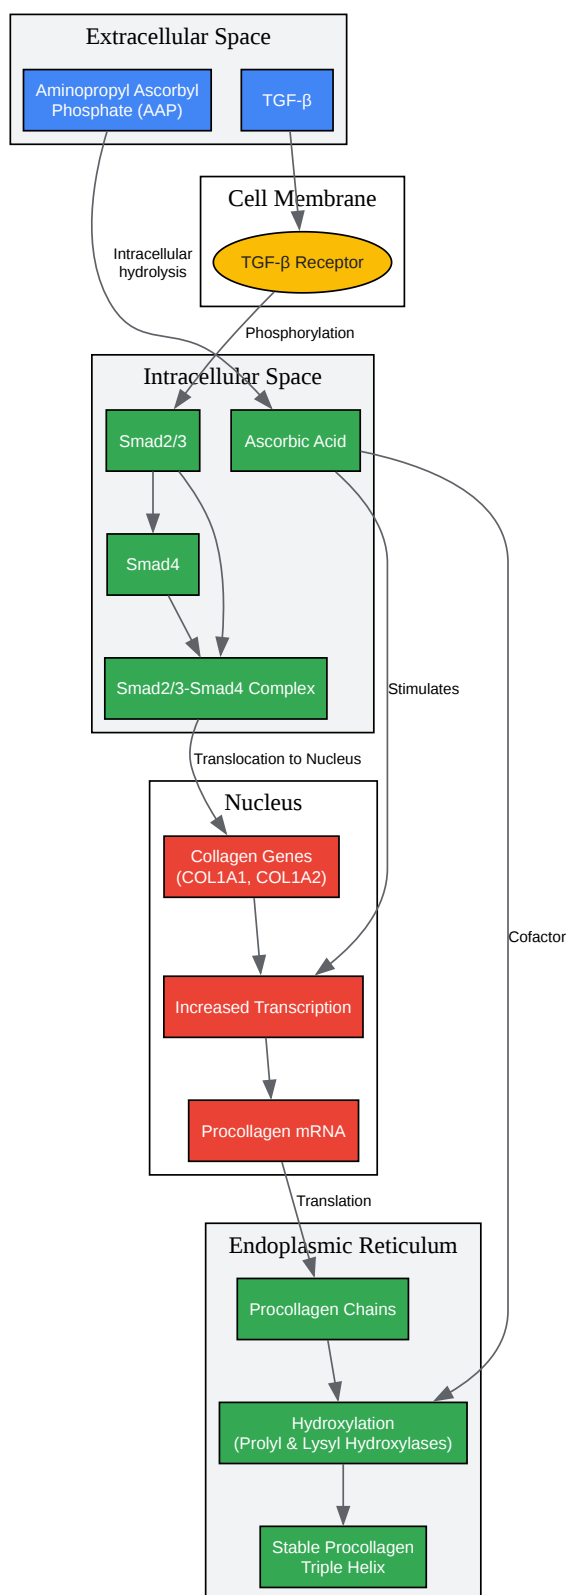 Extracellular Space
Aminopropyl Ascorbyl
Phosphate (AAP)
TGF-β
Cell Membrane
TGF-β Receptor
Intracellular
hydrolysis
Phosphorylation
Intracellular Space
Smad2/3
Ascorbic Acid
Smad4
Smad2/3-Smad4 Complex
Stimulates
Translocation to Nucleus
Nucleus
Collagen Genes
(COL1A1, COL1A2)
Cofactor
Increased Transcription
Procollagen mRNA
Translation
Endoplasmic Reticulum
Procollagen Chains
Hydroxylation
(Prolyl & Lysyl Hydroxylases)
Stable Procollagen
Triple Helix